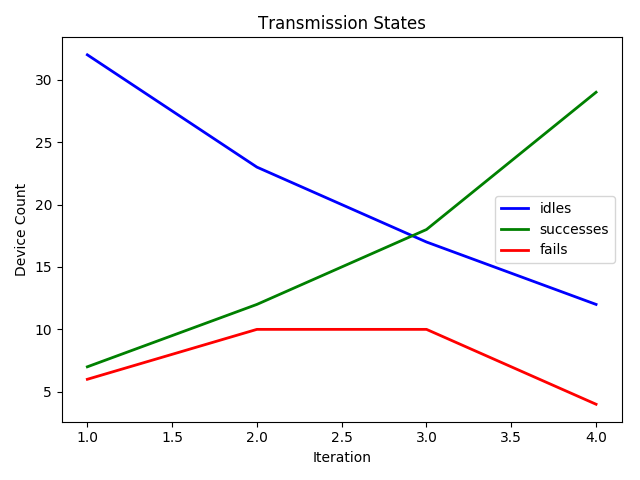 Transmission States
Device Count
30
25
20
15
10
5
idles
successes
fails
1.0 1.5 2.0 2.5 3.0 3.5 4.0
Iteration